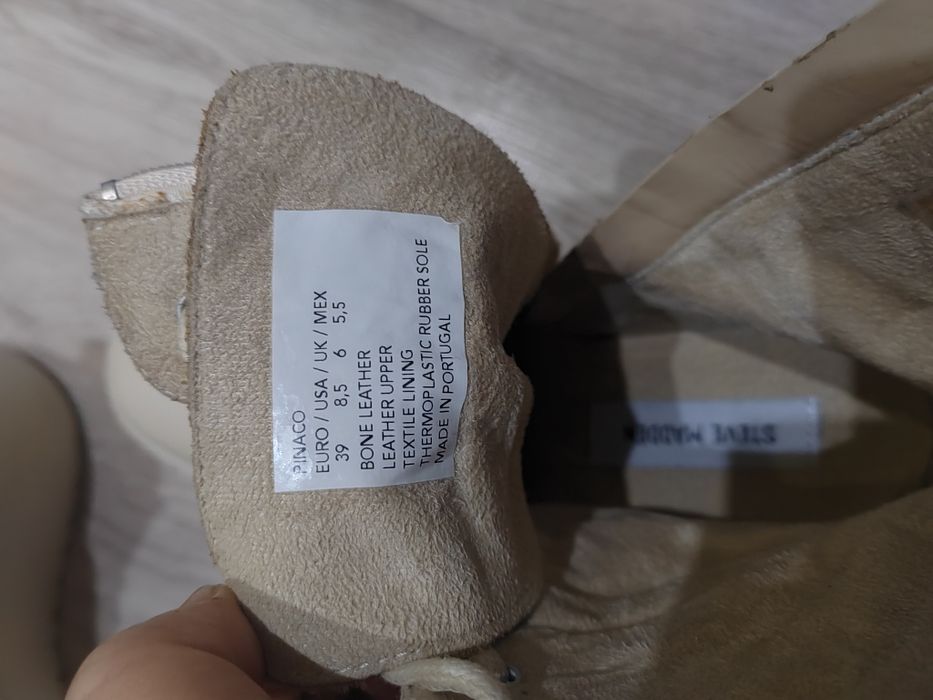 PINACO
EURO / USA / UK / MEX
39 8,5 6 5,5
BONE LEATHER
LEATHER UPPER
TEXTILE LINING
THERMOPLASTIC RUBBER SOLE
MADE IN PORTUGAL
STEVE MADDEN